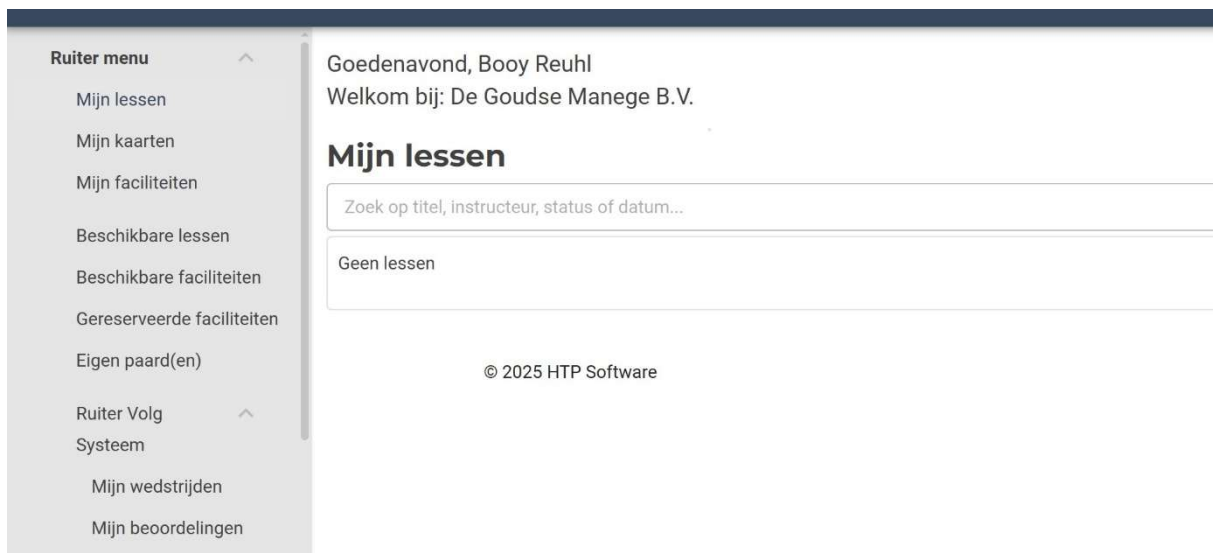 Ruiter menu
Mijn lessen
Mijn kaarten
Mijn faciliteiten
Beschikbare lessen
Beschikbare faciliteiten
Gereserveerde faciliteiten
Eigen paard(en)
Ruiter Volg
Systeem
Mijn wedstrijden
Mijn beoordelingen
Goedenavond, Booy Reuhl
Welkom bij: De Goudse Manege B.V.
Mijn lessen
Zoek op titel, instructeur, status of datum...
Geen lessen
© 2025 HTP Software